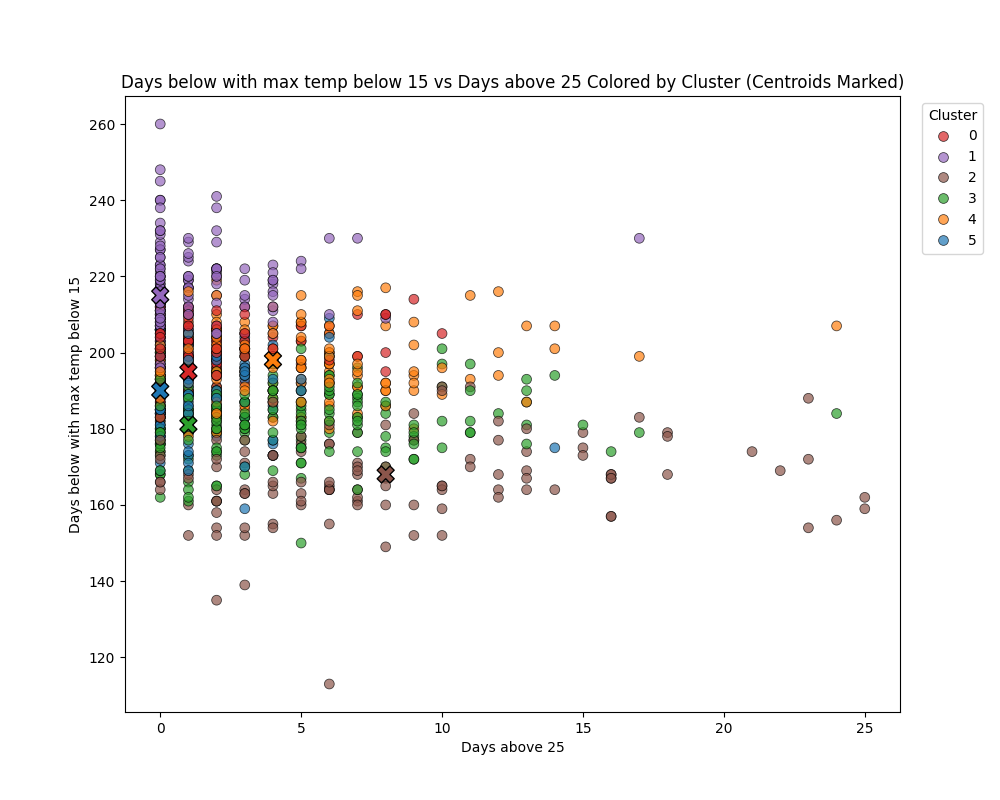 Days below with max temp below 15 vs Days above 25 Colored by Cluster (Centroids Marked)
Cluster
0
1
2
3
4
5
Days below with max temp below 15
260
240
220
200
180
160
140
120
0 5 10 15 20 25
Days above 25